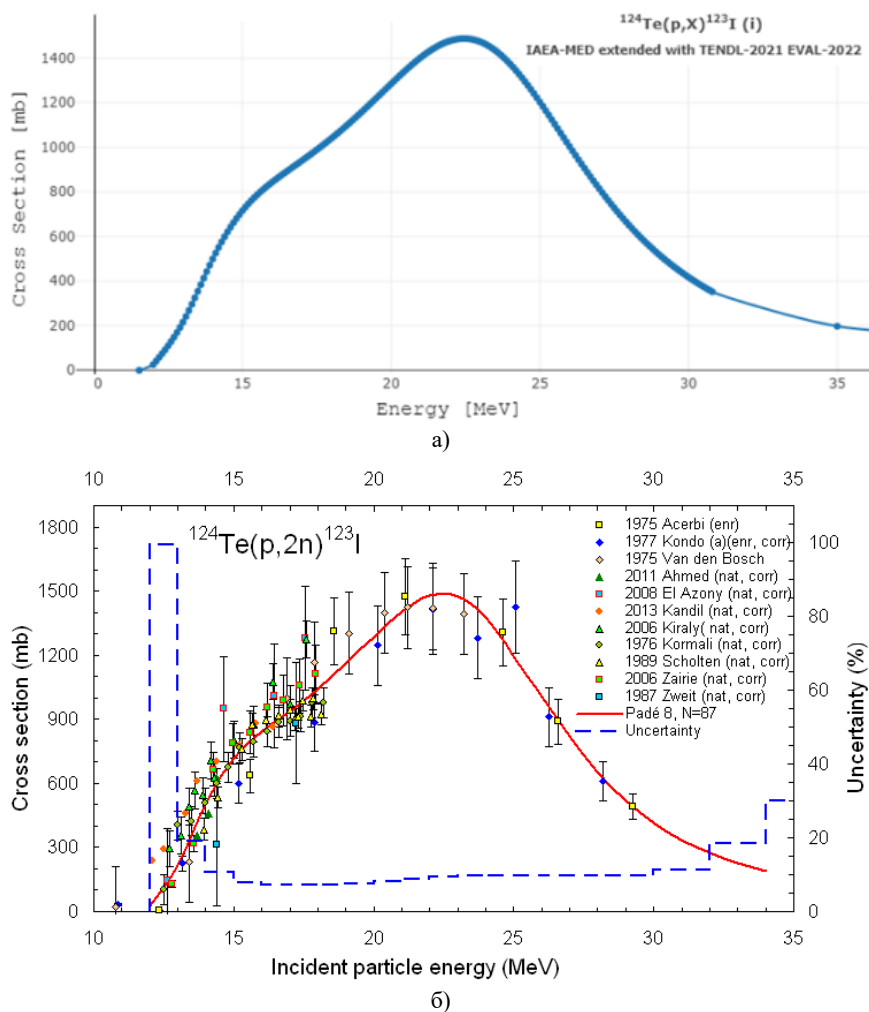 ¹²⁴Te(p,X)¹²³I (i)
IAEA-MED extended with TENDL-2021 EVAL-2022
Cross Section [mb]
1400
1200
1000
800
600
400
200
0
0 15 20 25 30 35
Energy [MeV]
а)
10 15 20 25 30 35
¹²⁴Te(p,2n)¹²³I
Cross section (mb)
1800
1500
1200
900
600
300
0
1975 Acerbi (enr)
1977 Kondo (a)(enr, corr)
1975 Van den Bosch
2011 Ahmed (nat, corr)
2008 El Azony (nat, corr)
2013 Kandil (nat, corr)
2006 Kiraly( nat, corr)
1976 Kormali (nat, corr)
1989 Scholten (nat, corr)
2006 Zairie (nat, corr)
1987 Zweit (nat, corr)
Padé 8, N=87
Uncertainty
100
80
60
40
20
0
Uncertainty (%)
10 15 20 25 30 35
Incident particle energy (MeV)
б)